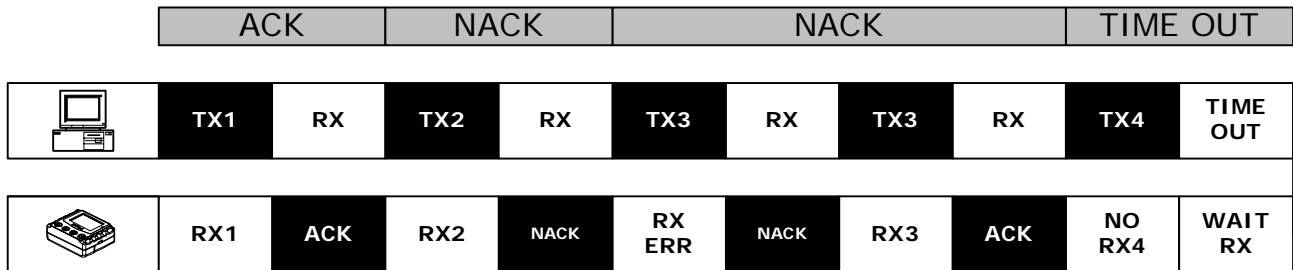 ACK NACK NACK TIME OUT
TX1 RX TX2 RX TX3 RX TX3 RX TX4 TIME OUT
RX1 ACK RX2 NACK RX ERR NACK RX3 ACK NO RX4 WAIT RX